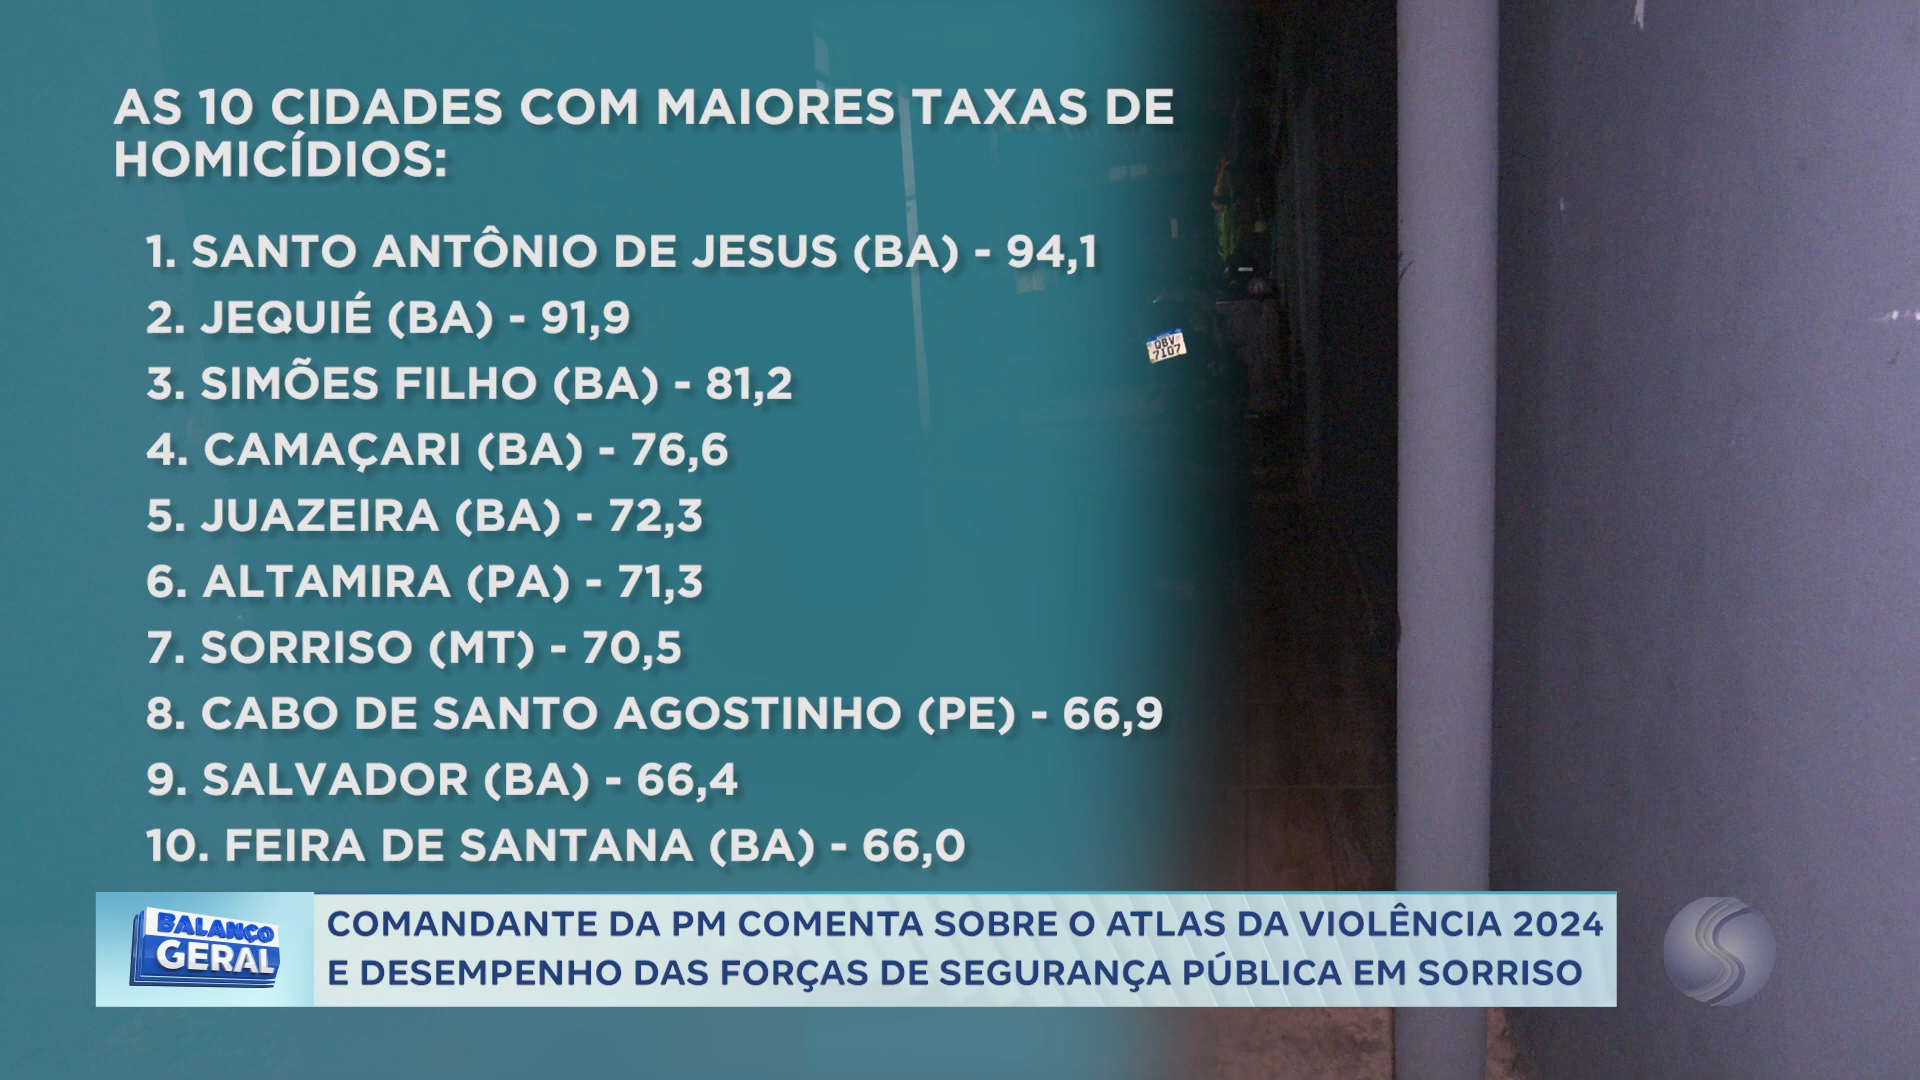 AS 10 CIDADES COM MAIORES TAXAS DE
HOMICÍDIOS:
1. SANTO ANTÔNIO DE JESUS (BA) - 94,1
2. JEQUIÉ (BA) - 91,9
3. SIMÕES FILHO (BA) - 81,2
4. CAMAÇARI (BA) - 76,6
5. JUAZEIRA (BA) - 72,3
6. ALTAMIRA (PA) - 71,3
7. SORRISO (MT) - 70,5
8. CABO DE SANTO AGOSTINHO (PE) - 66,9
9. SALVADOR (BA) - 66,4
10. FEIRA DE SANTANA (BA) - 66,0
QBV
7107
BALANÇO
GERAL
COMANDANTE DA PM COMENTA SOBRE O ATLAS DA VIOLÊNCIA 2024
E DESEMPENHO DAS FORÇAS DE SEGURANÇA PÚBLICA EM SORRISO